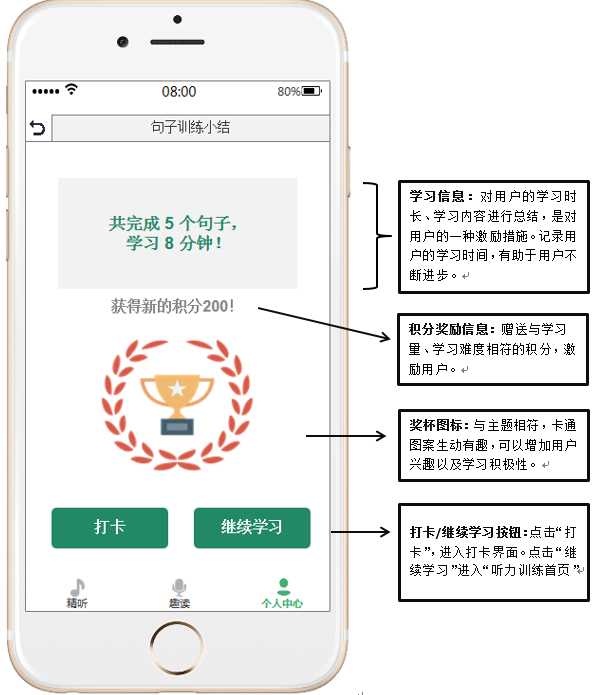 08:00
80%
句子训练小结
共完成 5 个句子，
学习 8 分钟！
获得新的积分200！
打卡
继续学习
精听
趣读
个人中心
学习信息：对用户的学习时
长、学习内容进行总结，是对
用户的一种激励措施。记录用
户的学习时间，有助于用户不
断进步。
积分奖励信息：赠送与学习
量、学习难度相符的积分，激
励用户。
奖杯图标：与主题相符，卡通
图案生动有趣，可以增加用户
兴趣以及学习积极性。
打卡/继续学习按钮：点击“打
卡”，进入打卡界面。点击“继
续学习”进入“听力训练首页”